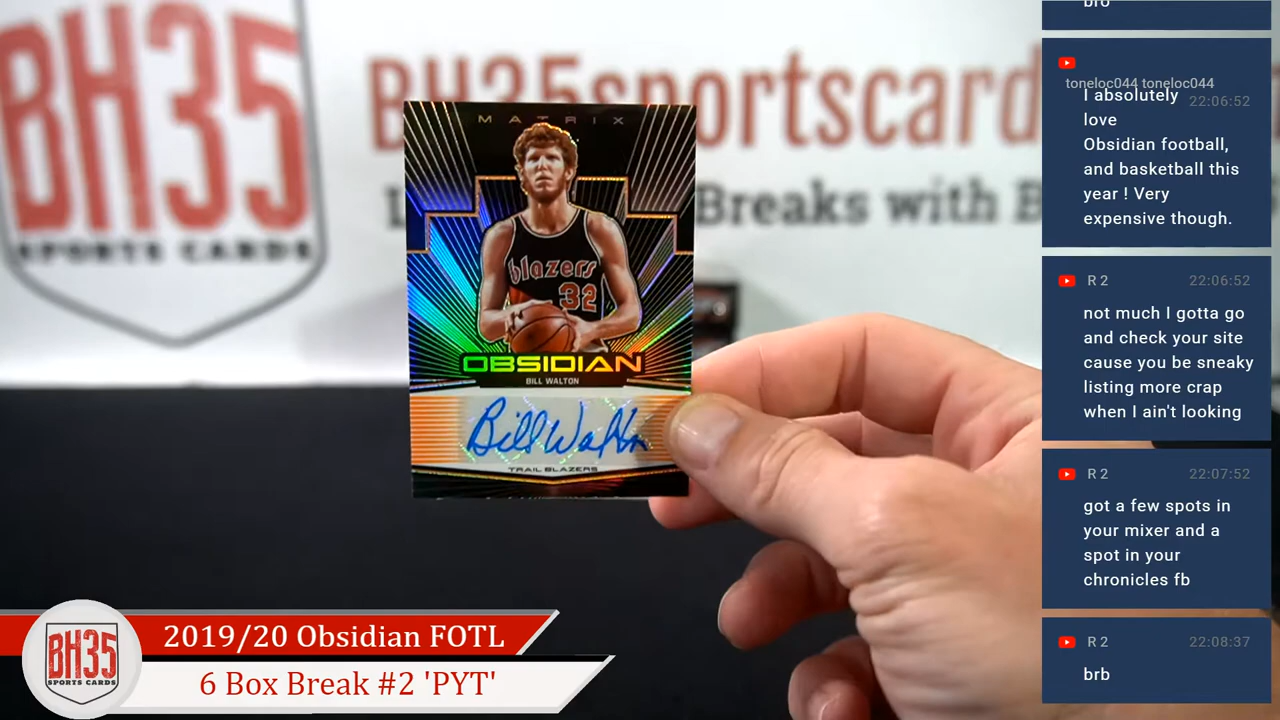 BH35
SPORTS CARDS
BH35sportscard
Breaks with B
MATRIX
blazers
32
OBSIDIAN
BILL WALTON
Bill Walton
TRAIL BLAZERS
BH35
SPORTS CARDS
2019/20 Obsidian FOTL
6 Box Break #2 'PYT'
bro
toneloc044 toneloc044
22:06:52
I absolutely
love
Obsidian football,
and basketball this
year ! Very
expensive though.
R 2 22:06:52
not much I gotta go
and check your site
cause you be sneaky
listing more crap
when I ain't looking
R 2 22:07:52
got a few spots in
your mixer and a
spot in your
chronicles fb
R 2 22:08:37
brb